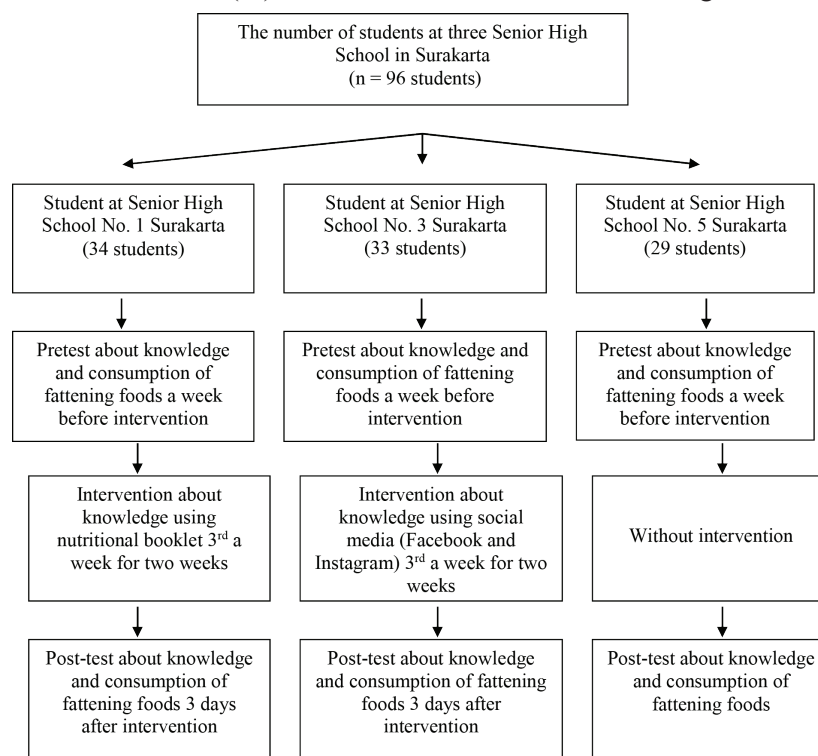 The number of students at three Senior High
School in Surakarta
(n = 96 students)
Student at Senior High
School No. 1 Surakarta
(34 students)
Student at Senior High
School No. 3 Surakarta
(33 students)
Student at Senior High
School No. 5 Surakarta
(29 students)
Pretest about knowledge
and consumption of
fattening foods a week
before intervention
Pretest about knowledge and
consumption of fattening
foods a week before
intervention
Pretest about knowledge
and consumption of
fattening foods a week
before intervention
Intervention about
knowledge using
nutritional booklet 3rd a
week for two weeks
Intervention about
knowledge using social
media (Facebook and
Instagram) 3rd a week for two
weeks
Without intervention
Post-test about knowledge
and consumption of
fattening foods 3 days
after intervention
Post-test about knowledge
and consumption of fattening
foods 3 days after
intervention
Post-test about knowledge
and consumption of
fattening foods